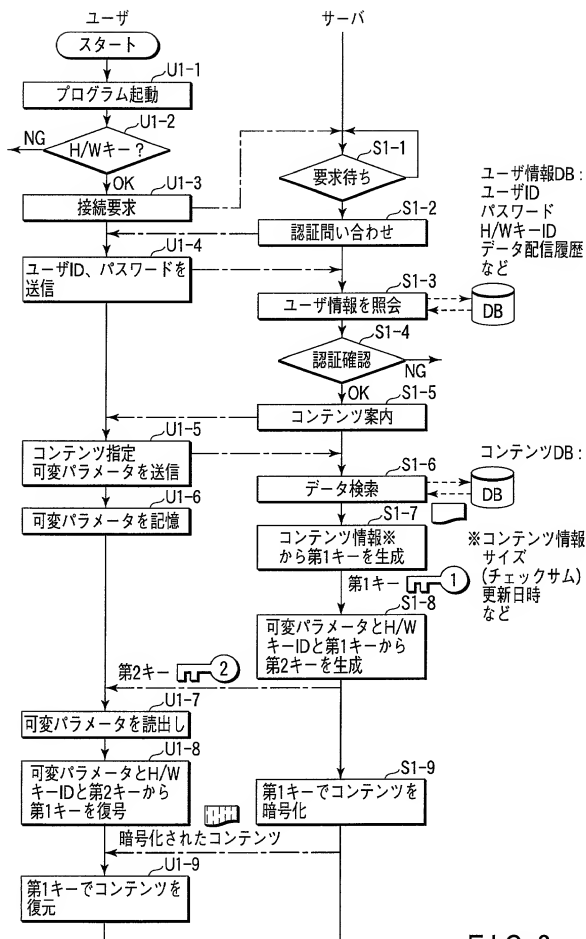 ユーザ
サーバ
スタート
U1-1
プログラム起動
U1-2
NG
H/Wキー?
OK
U1-3
接続要求
S1-1
要求待ち
S1-2
認証問い合わせ
U1-4
ユーザID、パスワードを
送信
ユーザ情報DB:
ユーザID
パスワード
H/WキーID
データ配信履歴
など
S1-3
ユーザ情報を照会
DB
S1-4
認証確認
NG
OK
S1-5
コンテンツ案内
U1-5
コンテンツ指定
可変パラメータを送信
コンテンツDB:
S1-6
データ検索
DB
U1-6
可変パラメータを記憶
S1-7
コンテンツ情報※
から第1キーを生成
※コンテンツ情報
サイズ
(チェックサム)
更新日時
など
第1キー
1
S1-8
可変パラメータとH/W
キーIDと第1キーから
第2キーを生成
第2キー
2
U1-7
可変パラメータを読出し
U1-8
可変パラメータとH/W
キーIDと第2キーから
第1キーを復号
S1-9
第1キーでコンテンツを
暗号化
暗号化されたコンテンツ
U1-9
第1キーでコンテンツを
復元